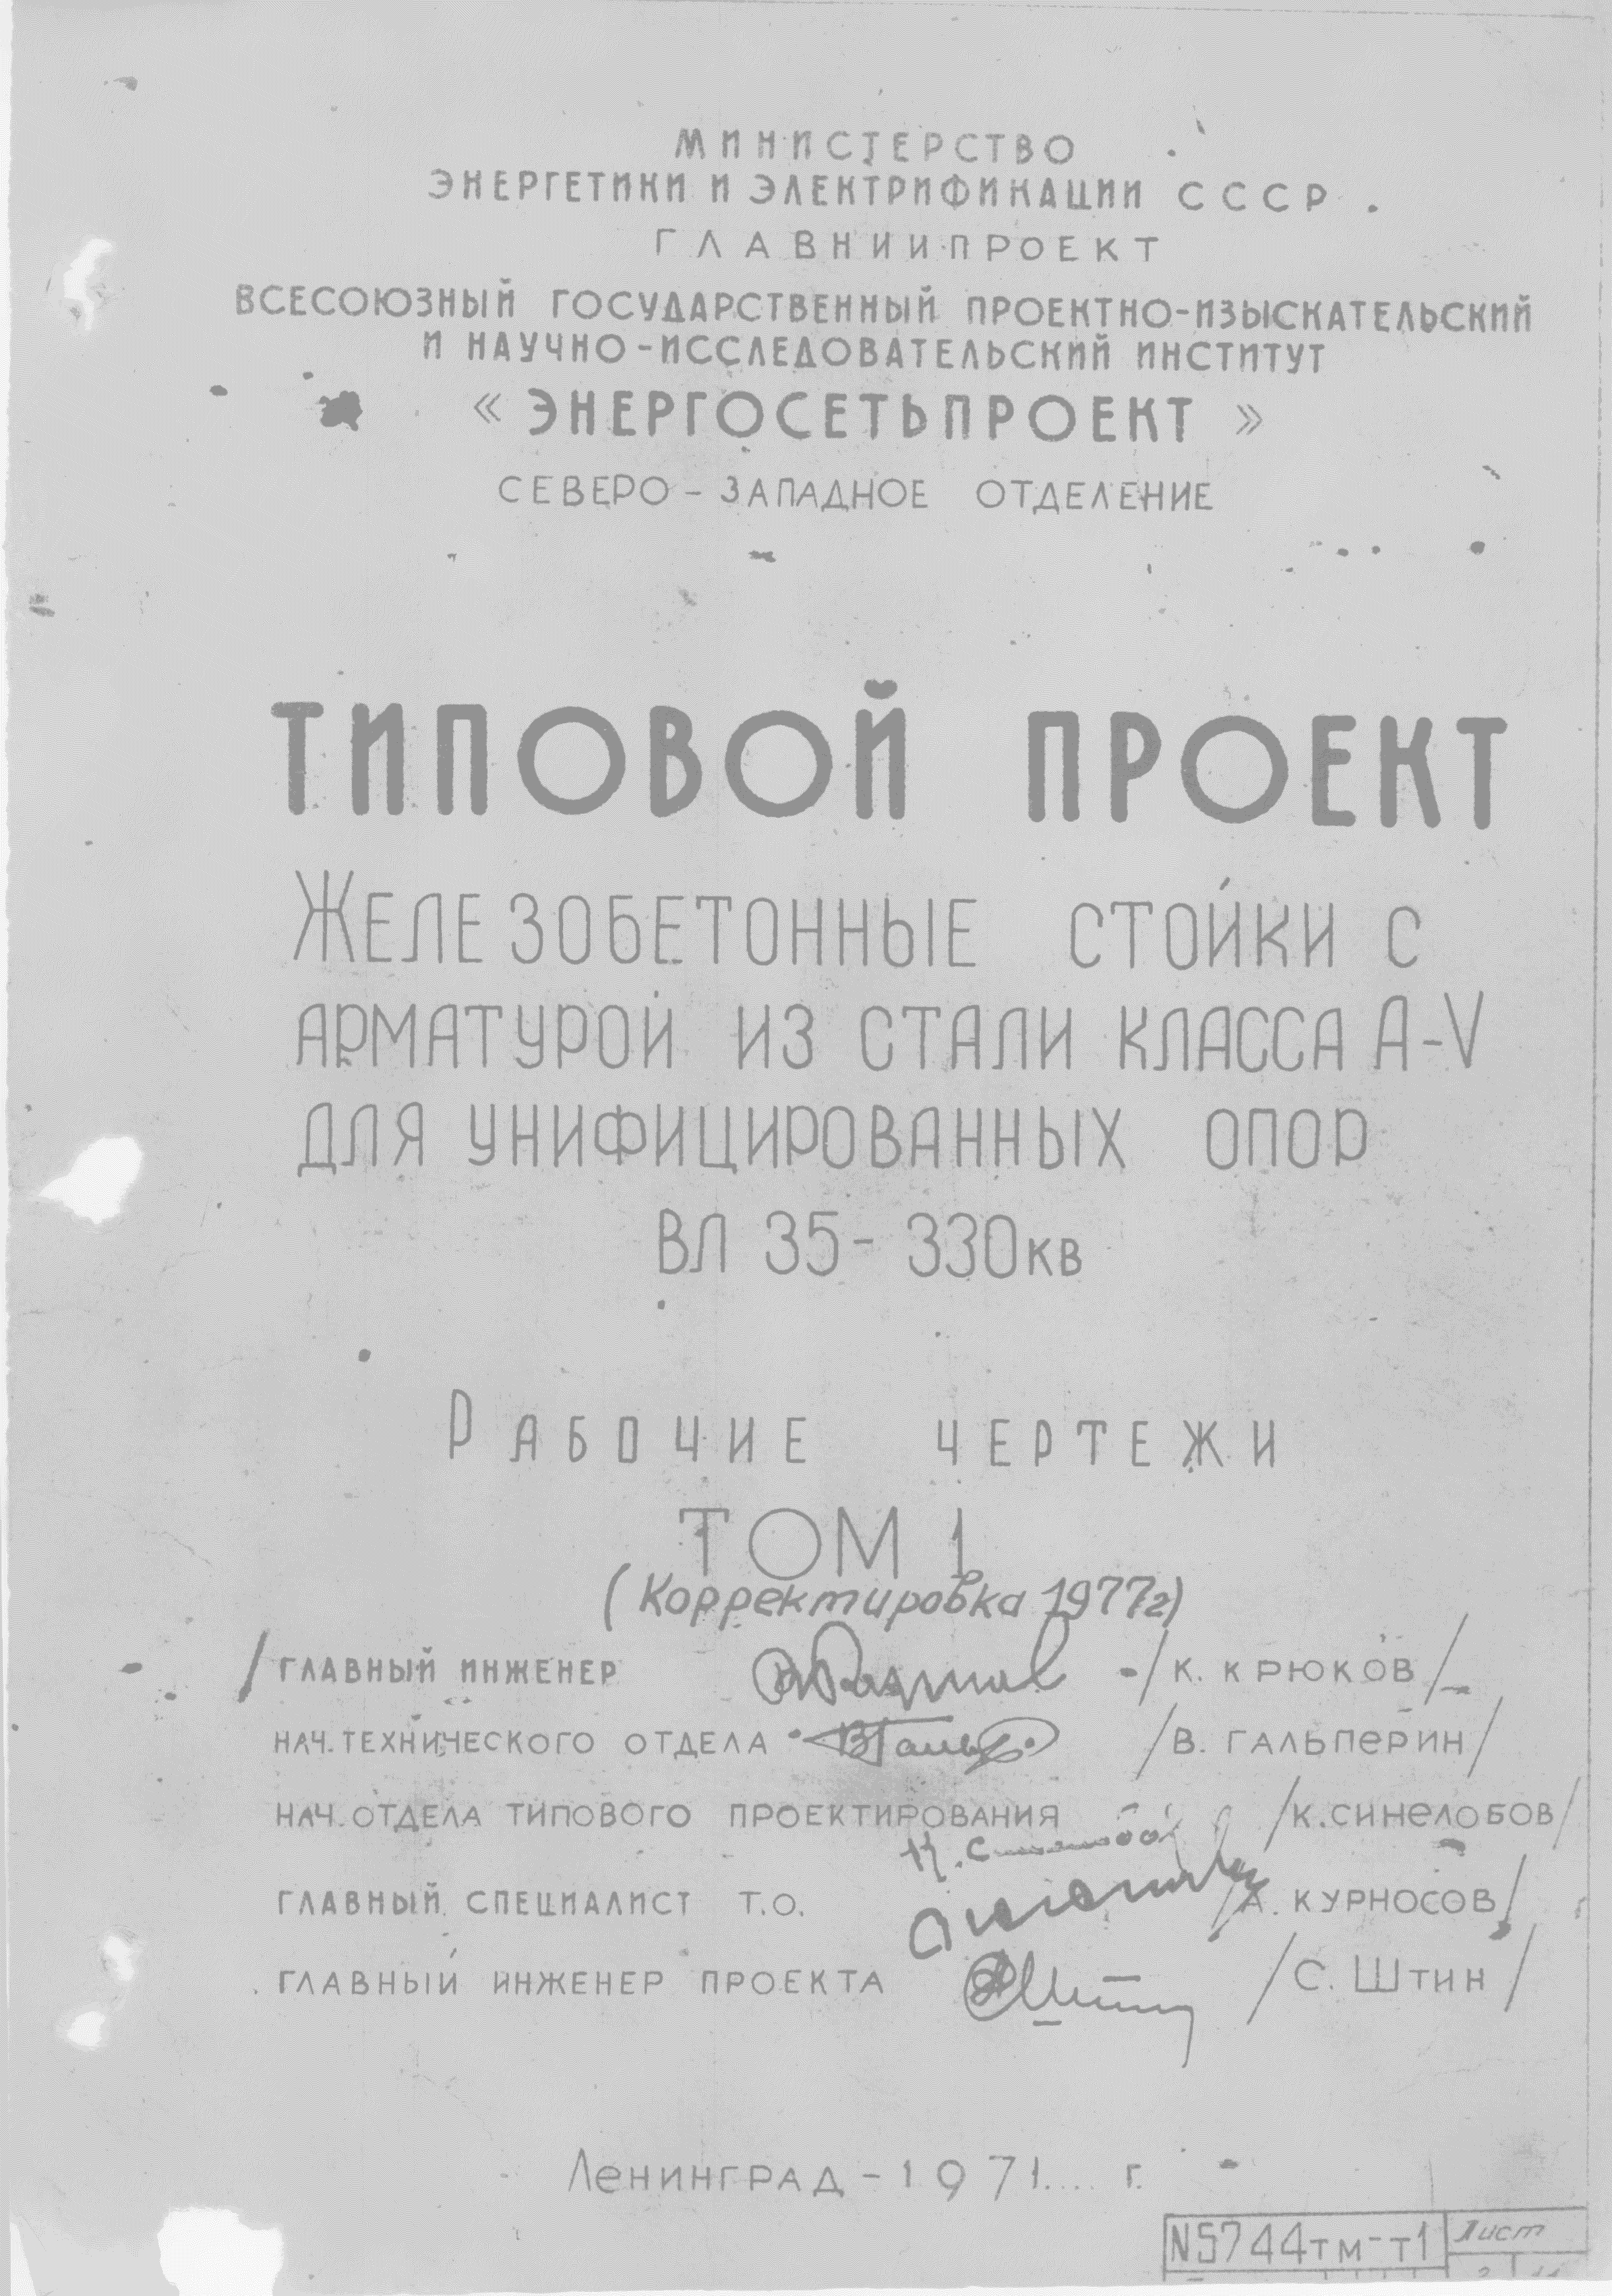 МИНИСТЕРСТВО
ЭНЕРГЕТИКИ И ЭЛЕКТРИФИКАЦИИ СССР.
ГЛАВНИИПРОЕКТ
ВСЕСОЮЗНЫЙ ГОСУДАРСТВЕННЫЙ ПРОЕКТНО-ИЗЫСКАТЕЛЬСКИЙ
И НАУЧНО-ИССЛЕДОВАТЕЛЬСКИЙ ИНСТИТУТ
« ЭНЕРГОСЕТЬПРОЕКТ »
СЕВЕРО - ЗАПАДНОЕ ОТДЕЛЕНИЕ
ТИПОВОЙ ПРОЕКТ
ЖЕЛЕЗОБЕТОННЫЕ СТОЙКИ С
АРМАТУРОЙ ИЗ СТАЛИ КЛАССА А-V
ДЛЯ УНИФИЦИРОВАННЫХ ОПОР
ВЛ 35 - 330 кв
РАБОЧИЕ ЧЕРТЕЖИ
ТОМ 1
(Корректировка 1977г)
ГЛАВНЫЙ ИНЖЕНЕР /К. КРЮКОВ/
НАЧ. ТЕХНИЧЕСКОГО ОТДЕЛА /В. ГАЛЬПЕРИН/
НАЧ. ОТДЕЛА ТИПОВОГО ПРОЕКТИРОВАНИЯ /К. СИНЕЛОБОВ/
ГЛАВНЫЙ СПЕЦИАЛИСТ Т.О. /А. КУРНОСОВ/
ГЛАВНЫЙ ИНЖЕНЕР ПРОЕКТА /С. ШТИН/
ЛЕНИНГРАД - 1971.... г.
N5744тм-т1 Лист